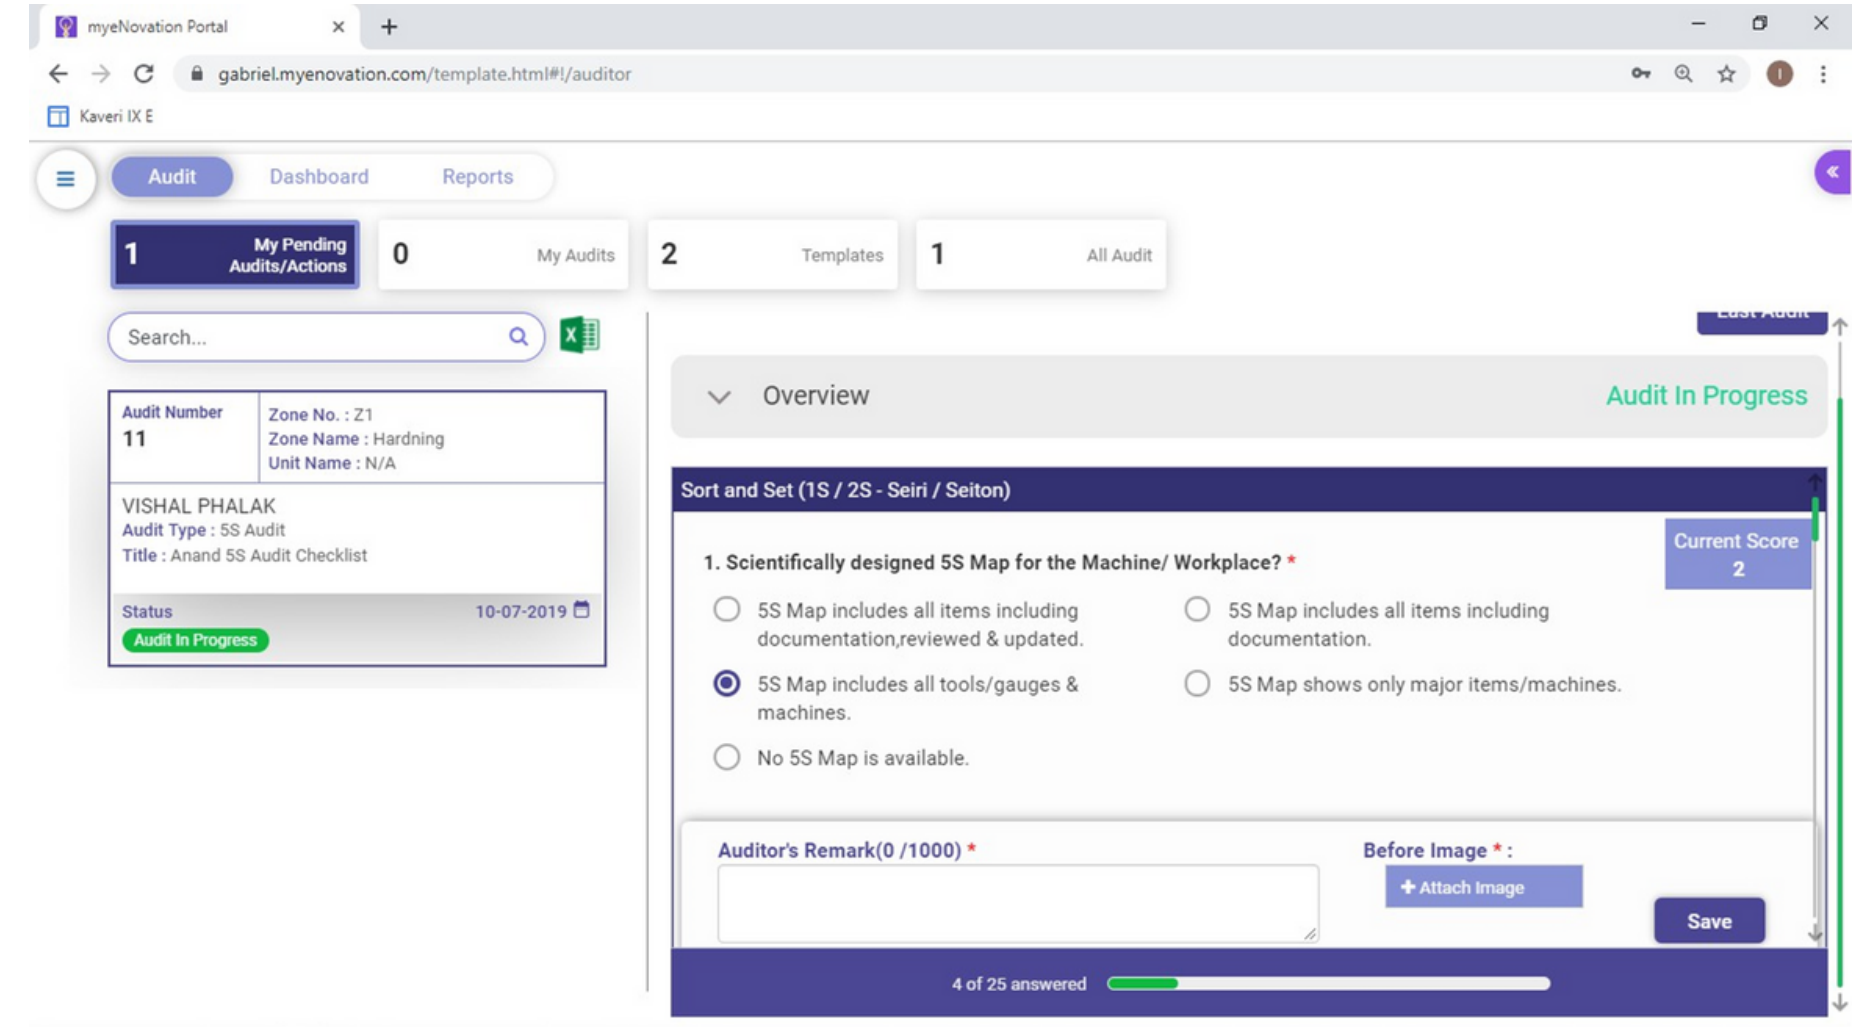 myeNovation Portal
gabriel.myenovation.com/template.html#!/auditor
I
Kaveri IX E
Audit
Dashboard
Reports
1
My Pending
Audits/Actions
0
My Audits
2
Templates
1
All Audit
Search...
X
Last Audit
Overview
Audit In Progress
Audit Number
11
Zone No. : Z1
Zone Name : Hardning
Unit Name : N/A
VISHAL PHALAK
Audit Type : 5S Audit
Title : Anand 5S Audit Checklist
Status
10-07-2019
Audit In Progress
Sort and Set (1S / 2S - Seiri / Seiton)
Current Score
2
1. Scientifically designed 5S Map for the Machine/ Workplace? *
5S Map includes all items including
documentation,reviewed & updated.
5S Map includes all items including
documentation.
5S Map includes all tools/gauges &
machines.
5S Map shows only major items/machines.
No 5S Map is available.
Auditor's Remark(0 /1000) *
Before Image * :
+ Attach Image
Save
4 of 25 answered